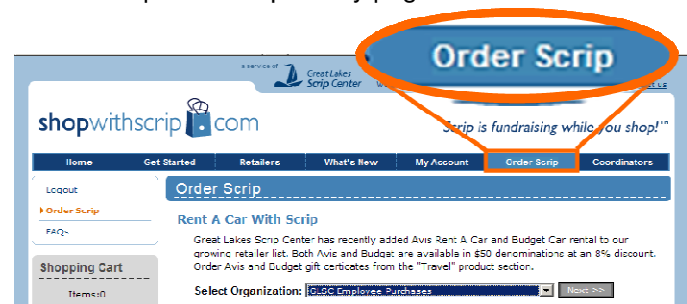 a service of
Great Lakes
Scrip Center
Order Scrip
shopwithscrip.com
Scrip is fundraising while you shop!™
Home Get Started Retailers What's New My Account Order Scrip Coordinators
Logout
Order Scrip
FAQs
Shopping Cart
Items:0
Order Scrip
Rent A Car With Scrip
Great Lakes Scrip Center has recently added Avis Rent A Car and Budget Car rental to our
growing retailer list. Both Avis and Budget are available in $50 denominations at an 8% discount.
Order Avis and Budget gift certicates from the "Travel" product section.
Select Organization: GLSC Employee Purchases Next >>